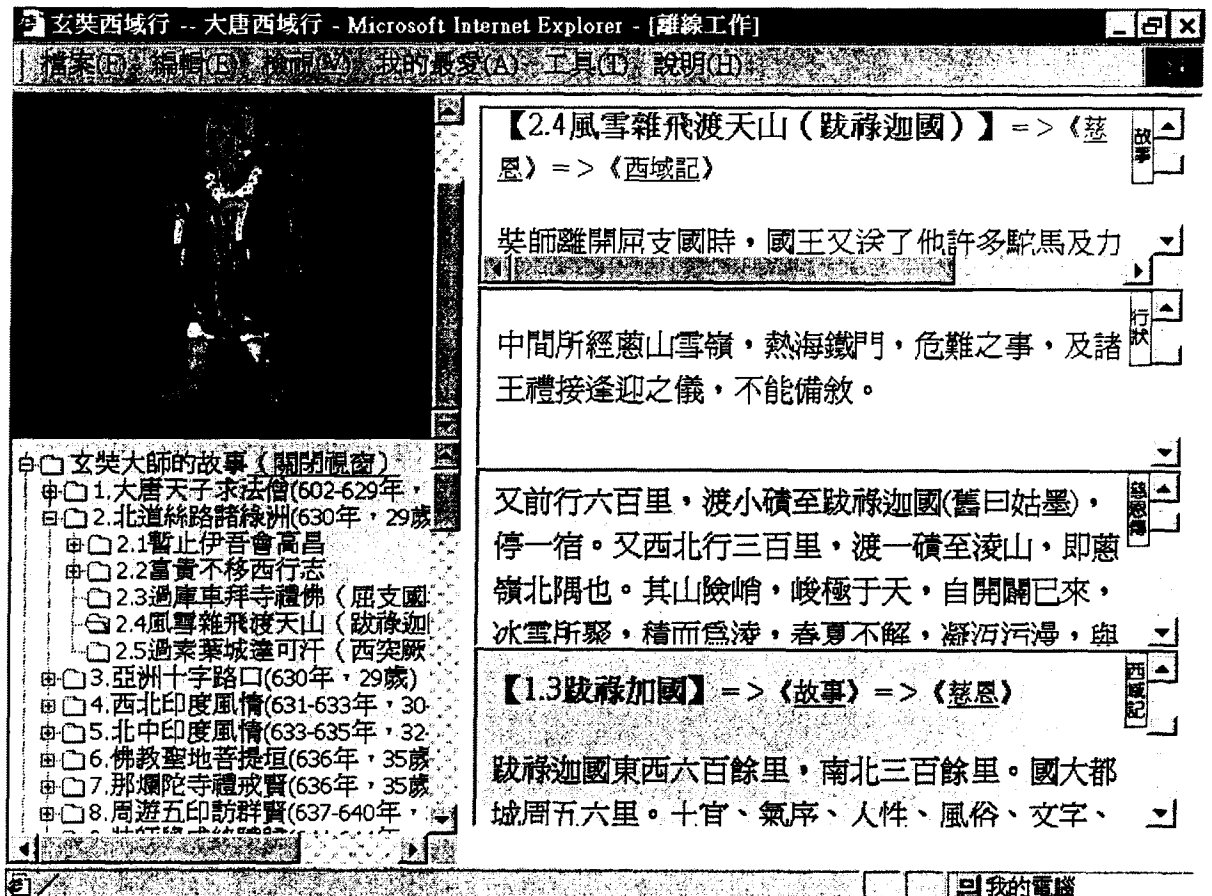 玄奘西域行 -- 大唐西域行 - Microsoft Internet Explorer - [離線工作]
檔案(F) 編輯(E) 檢視(V) 我的最愛(A) 工具(T) 說明(H)
【2.4風雪雜飛渡天山（跋祿迦國）】=>《慈
恩》=>《西域記》
故事
奘師離開屈支國時，國王又送了他許多駝馬及力
行狀
中間所經蔥山雪嶺，熱海鐵門，危難之事，及諸
王禮接逢迎之儀，不能備敘。
慈恩傳
又前行六百里，渡小磧至跋祿迦國(舊曰姑墨)，
停一宿。又西北行三百里，渡一磧至淩山，即蔥
嶺北隅也。其山險峭，峻極于天，自開闢已來，
冰雪所聚，積而為淩，春夏不解，凝沍污漫，與
西域記
【1.3跋祿加國】=>《故事》=>《慈恩》
跋祿迦國東西六百餘里，南北三百餘里。國大都
城周五六里。土宜、氣序、人性、風俗、文字、
玄奘大師的故事（關閉視窗）
1.大唐天子求法僧(602-629年，
2.北道絲路諸綠洲(630年，29歲
2.1暫止伊吾會高昌
2.2富貴不移西行志
2.3過庫車拜寺禮佛（屈支國
2.4風雪雜飛渡天山（跋祿迦
2.5過素葉城達可汗（西突厥
3.亞洲十字路口(630年，29歲)
4.西北印度風情(631-633年，30-
5.北中印度風情(633-635年，32-
6.佛教聖地菩提垣(636年，35歲
7.那爛陀寺禮戒賢(636年，35歲
8.周遊五印訪群賢(637-640年，
我的電腦